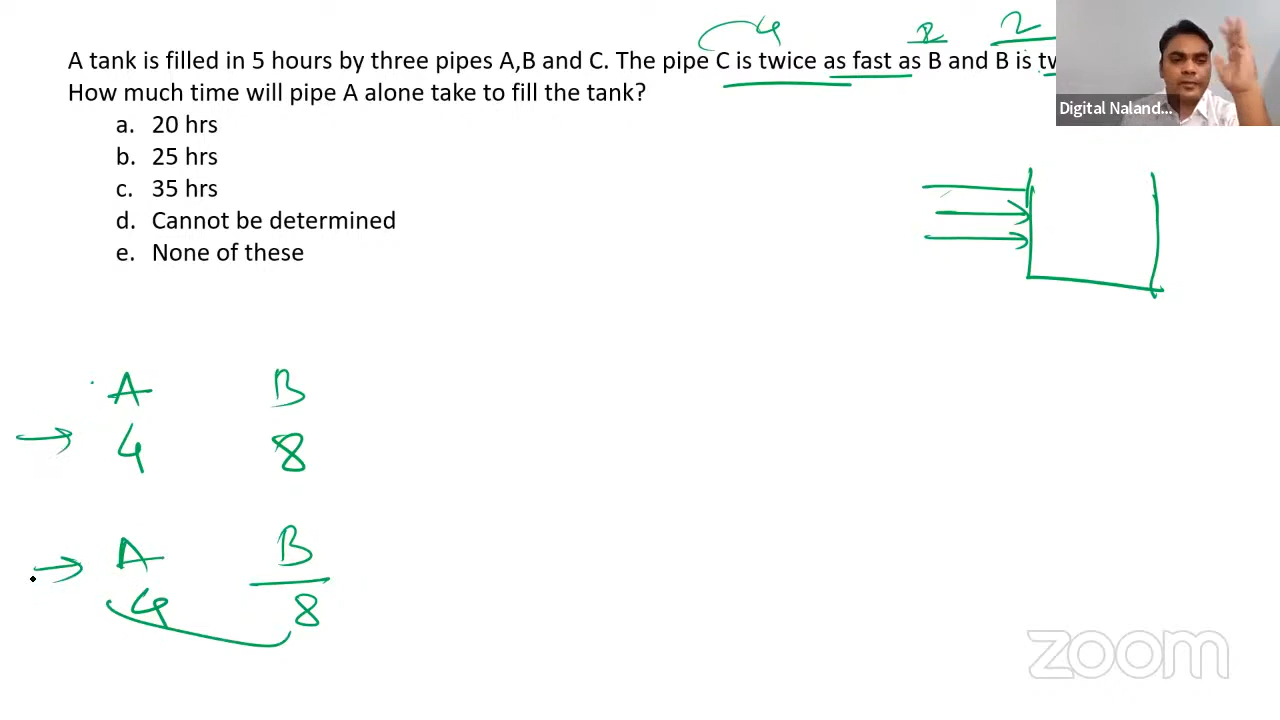 4 2 2
A tank is filled in 5 hours by three pipes A,B and C. The pipe C is twice as fast as B and B is tw
How much time will pipe A alone take to fill the tank?
a. 20 hrs
b. 25 hrs
c. 35 hrs
d. Cannot be determined
e. None of these
Digital Naland...
A B
4 8
A B
4 8
zoom